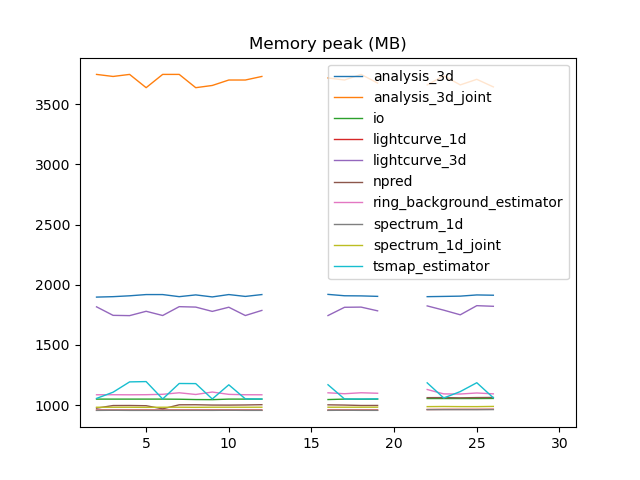 Memory peak (MB)
analysis_3d
analysis_3d_joint
io
lightcurve_1d
lightcurve_3d
npred
ring_background_estimator
spectrum_1d
spectrum_1d_joint
tsmap_estimator
3500
3000
2500
2000
1500
1000
5 10 15 20 25 30